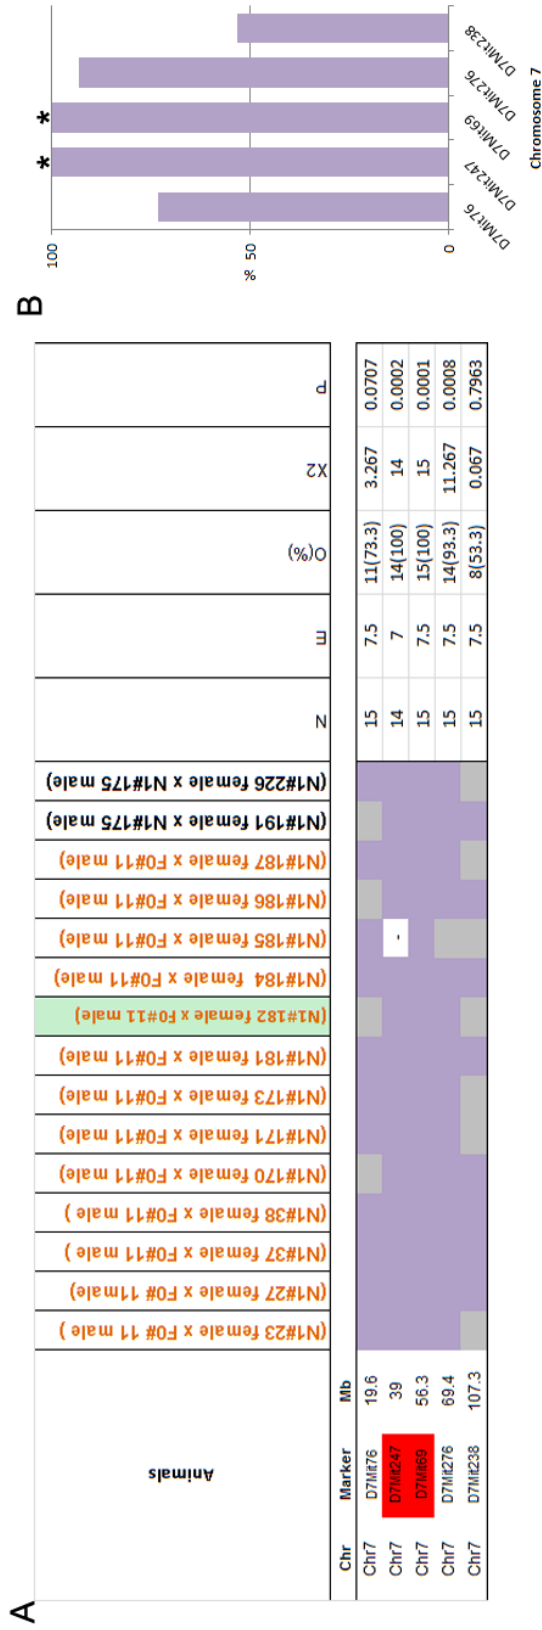 A
Animals
(N1#23 female x F0# 11 male )
(N1#27 female x F0# 11male)
(N1#37 female x F0#11 male )
(N1#38 female x F0#11 male )
(N1#170 female x F0#11 male)
(N1#171 female x F0#11 male)
(N1#173 female x F0#11 male)
(N1#181 female x F0#11 male)
(N1#182 female x F0#11 male)
(N1#184 female x F0#11 male)
(N1#185 female x F0#11 male)
(N1#186 female x F0#11 male)
(N1#187 female x F0#11 male)
(N1#191 female x N1#175 male)
(N1#226 female x N1#175 male)
N
E
O(%)
X2
P
Chr Marker Mb
Chr7 D7Mit76 19.6 15 7.5 11(73.3) 3.267 0.0707
Chr7 D7Mit247 39 - 14 7 14(100) 14 0.0002
Chr7 D7Mit69 56.3 15 7.5 15(100) 15 0.0001
Chr7 D7Mit276 69.4 15 7.5 14(93.3) 11.267 0.0008
Chr7 D7Mit238 107.3 15 7.5 8(53.3) 0.067 0.7963
B
* *
100
50
0
%
D7Mit76
D7Mit247
D7Mit69
D7Mit276
D7Mit238
Chromosome 7